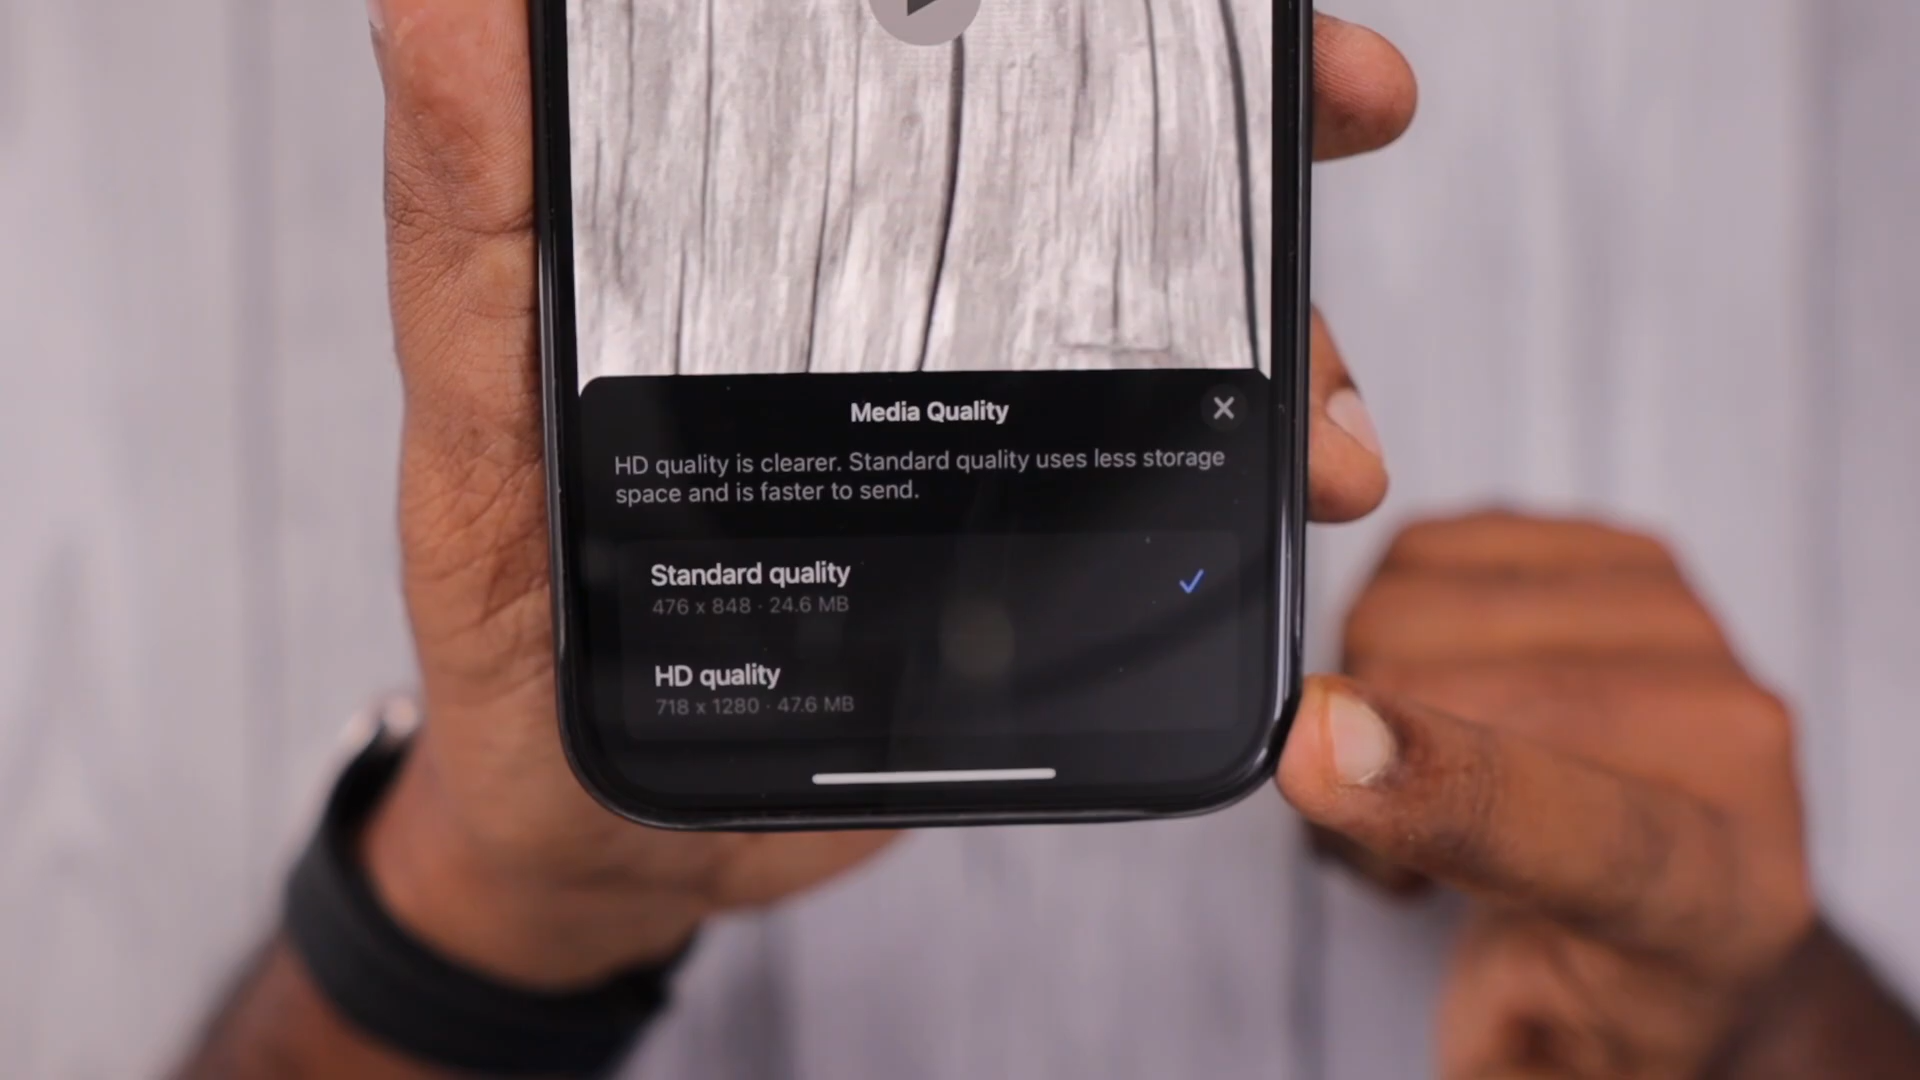 Media Quality
HD quality is clearer. Standard quality uses less storage
space and is faster to send.
Standard quality
476 x 848 · 24.6 MB
HD quality
718 x 1280 · 47.6 MB